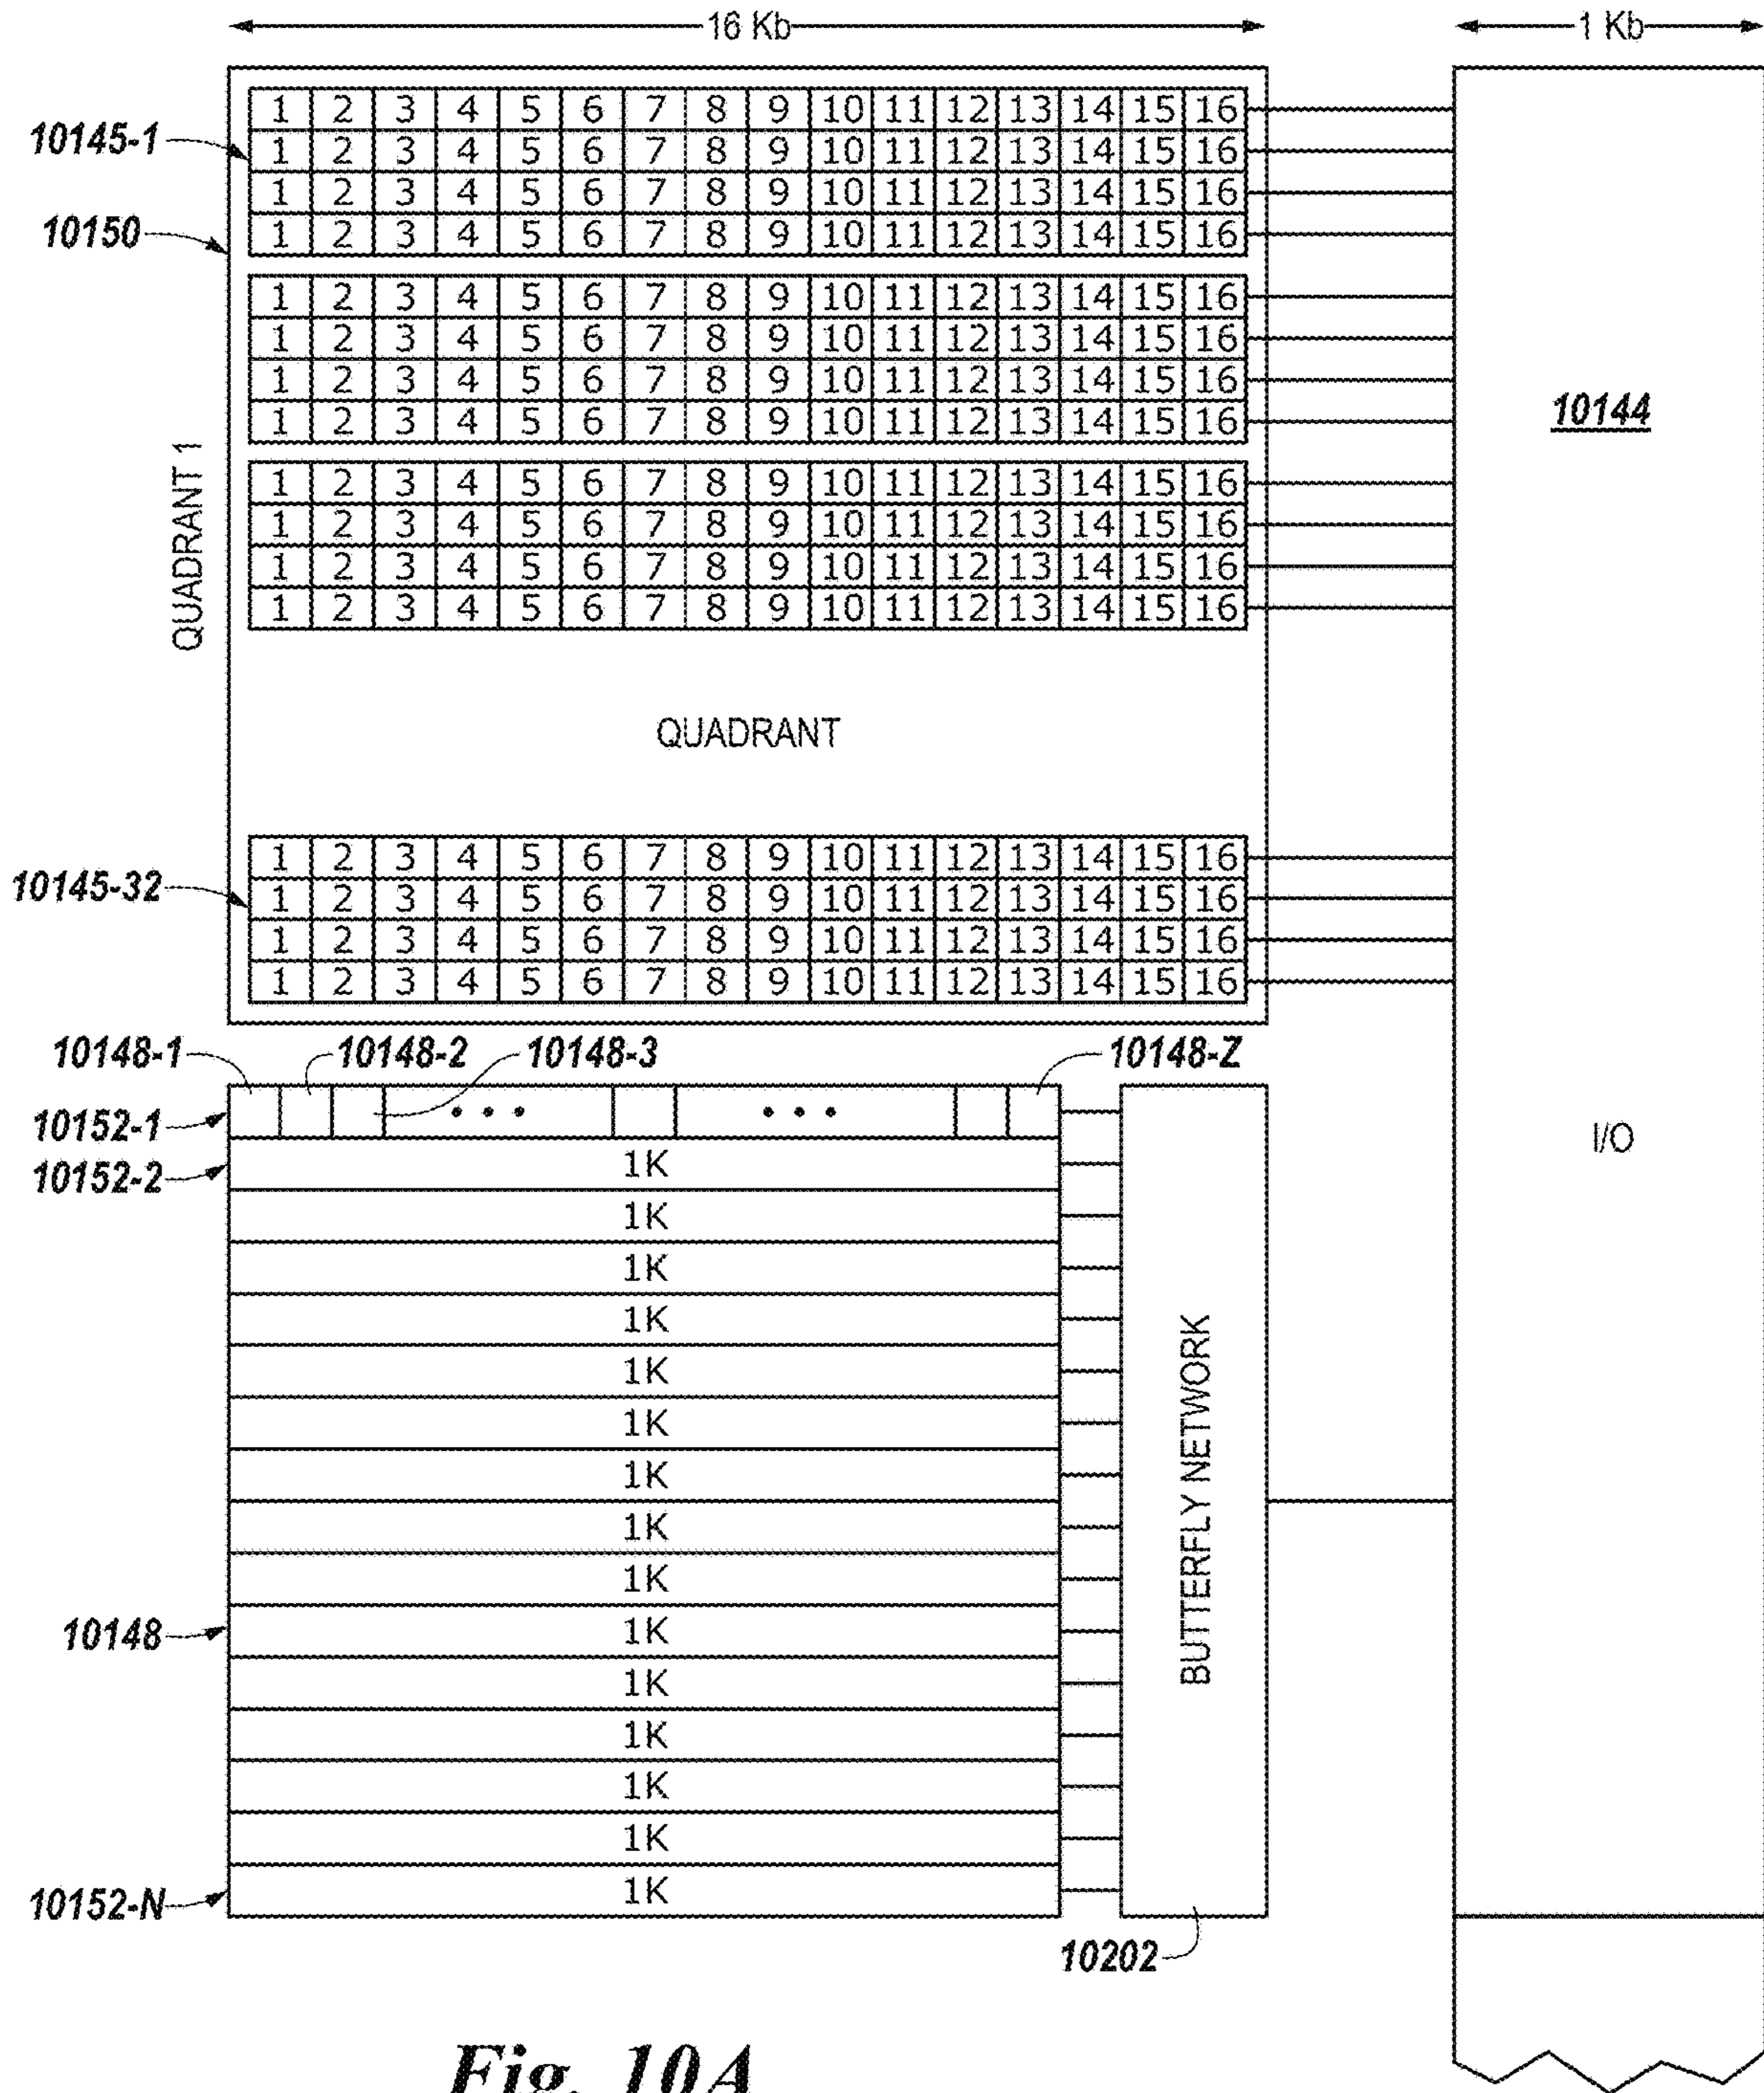 16 Kb 1 Kb
10145-1
1 2 3 4 5 6 7 8 9 10 11 12 13 14 15 16
1 2 3 4 5 6 7 8 9 10 11 12 13 14 15 16
1 2 3 4 5 6 7 8 9 10 11 12 13 14 15 16
1 2 3 4 5 6 7 8 9 10 11 12 13 14 15 16
10150
1 2 3 4 5 6 7 8 9 10 11 12 13 14 15 16
1 2 3 4 5 6 7 8 9 10 11 12 13 14 15 16
1 2 3 4 5 6 7 8 9 10 11 12 13 14 15 16
1 2 3 4 5 6 7 8 9 10 11 12 13 14 15 16
10144
QUADRANT 1
1 2 3 4 5 6 7 8 9 10 11 12 13 14 15 16
1 2 3 4 5 6 7 8 9 10 11 12 13 14 15 16
1 2 3 4 5 6 7 8 9 10 11 12 13 14 15 16
1 2 3 4 5 6 7 8 9 10 11 12 13 14 15 16
QUADRANT
10145-32
1 2 3 4 5 6 7 8 9 10 11 12 13 14 15 16
1 2 3 4 5 6 7 8 9 10 11 12 13 14 15 16
1 2 3 4 5 6 7 8 9 10 11 12 13 14 15 16
1 2 3 4 5 6 7 8 9 10 11 12 13 14 15 16
10148-1 10148-2 10148-3 10148-Z
10152-1 • • • • • •
I/O
10152-2 1K
1K
1K
1K
1K
1K
1K
1K
1K
10148 1K
1K
1K
1K
1K
10152-N 1K
BUTTERFLY NETWORK
10202
Fig. 10A